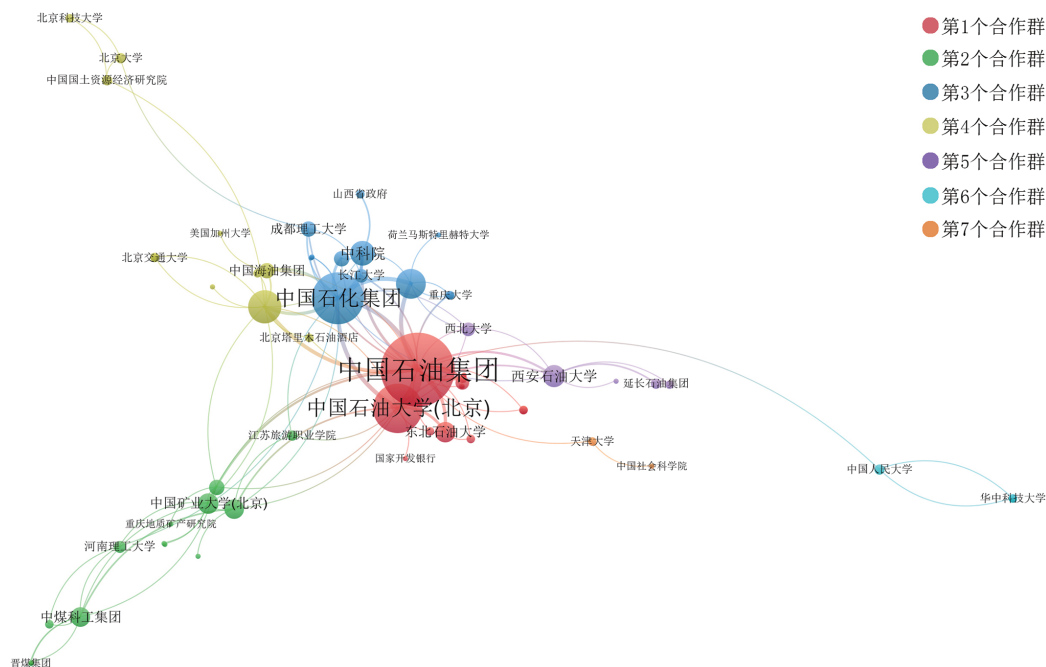 北京科技大学
第1个合作群
北京大学
第2个合作群
中国国土资源经济研究院
第3个合作群
第4个合作群
第5个合作群
山西省政府
第6个合作群
成都理工大学
第7个合作群
美国加州大学
荷兰马斯特里赫特大学
中科院
北京交通大学
中国海油集团
长江大学
中国石化集团
重庆大学
西北大学
北京塔里木石油酒店
中国石油集团
西安石油大学
延长石油集团
中国石油大学(北京)
东北石油大学
江苏旅游职业学院
天津大学
国家开发银行
中国社会科学院
中国人民大学
华中科技大学
中国矿业大学(北京)
重庆地质矿产研究院
河南理工大学
中煤科工集团
晋煤集团